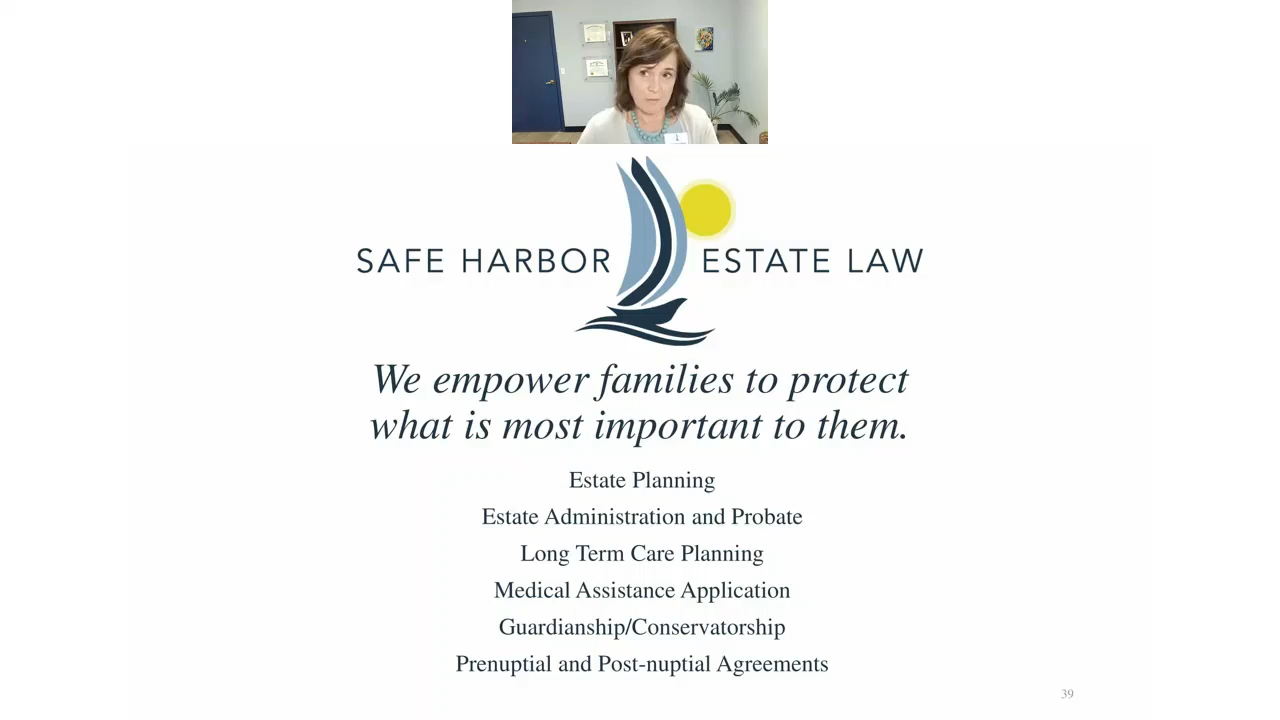 SAFE HARBOR ESTATE LAW
We empower families to protect
what is most important to them.
Estate Planning
Estate Administration and Probate
Long Term Care Planning
Medical Assistance Application
Guardianship/Conservatorship
Prenuptial and Post-nuptial Agreements
39